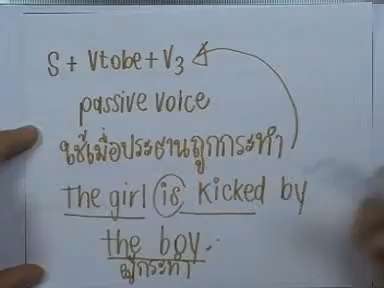 S + Vtobe + V3
passive voice
ใช้เมื่อประธานถูกกระทำ
The girl is kicked by
the boy.
ผู้กระทำ